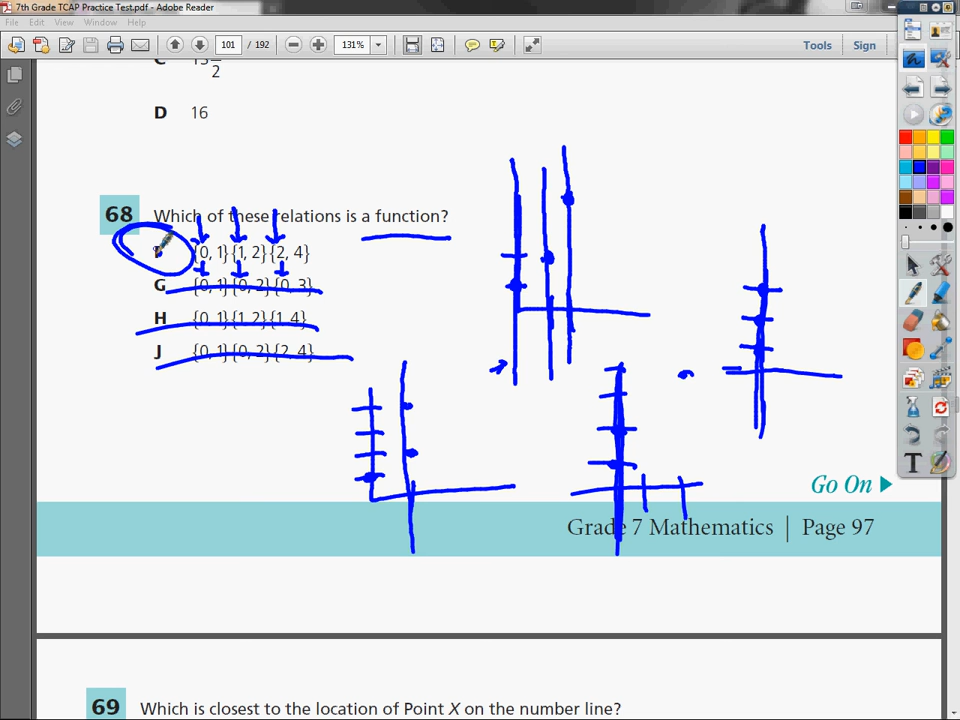 7th Grade TCAP Practice Test.pdf - Adobe Reader
File Edit View Window Help
101 / 192 131% Tools Sign
2
D 16
68 Which of these relations is a function?
F {0, 1}{1, 2}{2, 4}
G {0, 1}{0, 2}{0, 3}
H {0, 1}{1, 2}{1, 4}
J {0, 1}{0, 2}{2, 4}
Go On
Grade 7 Mathematics | Page 97
69 Which is closest to the location of Point X on the number line?
T